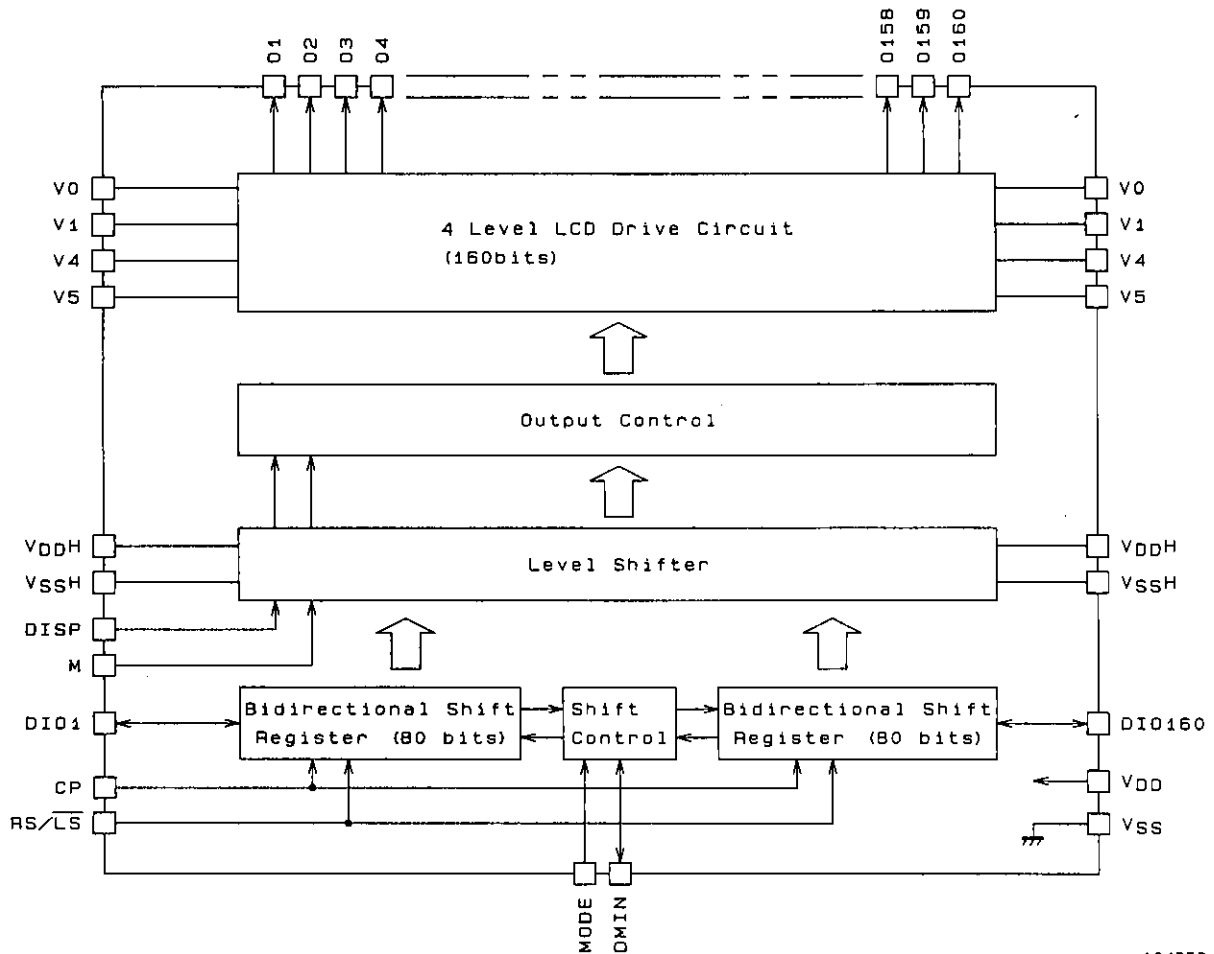 O1 O2 O3 O4 O158 O159 O160
V0 V0
V1 4 Level LCD Drive Circuit V1
V4 (160bits) V4
V5 V5
Output Control
VDDH Level Shifter VDDH
VSSH VSSH
DISP
M
DIO1 Bidirectional Shift Register (80 bits) Shift Control Bidirectional Shift Register (80 bits) DIO160
CP VDD
RS/L̅S̅ VSS
MODE DMIN